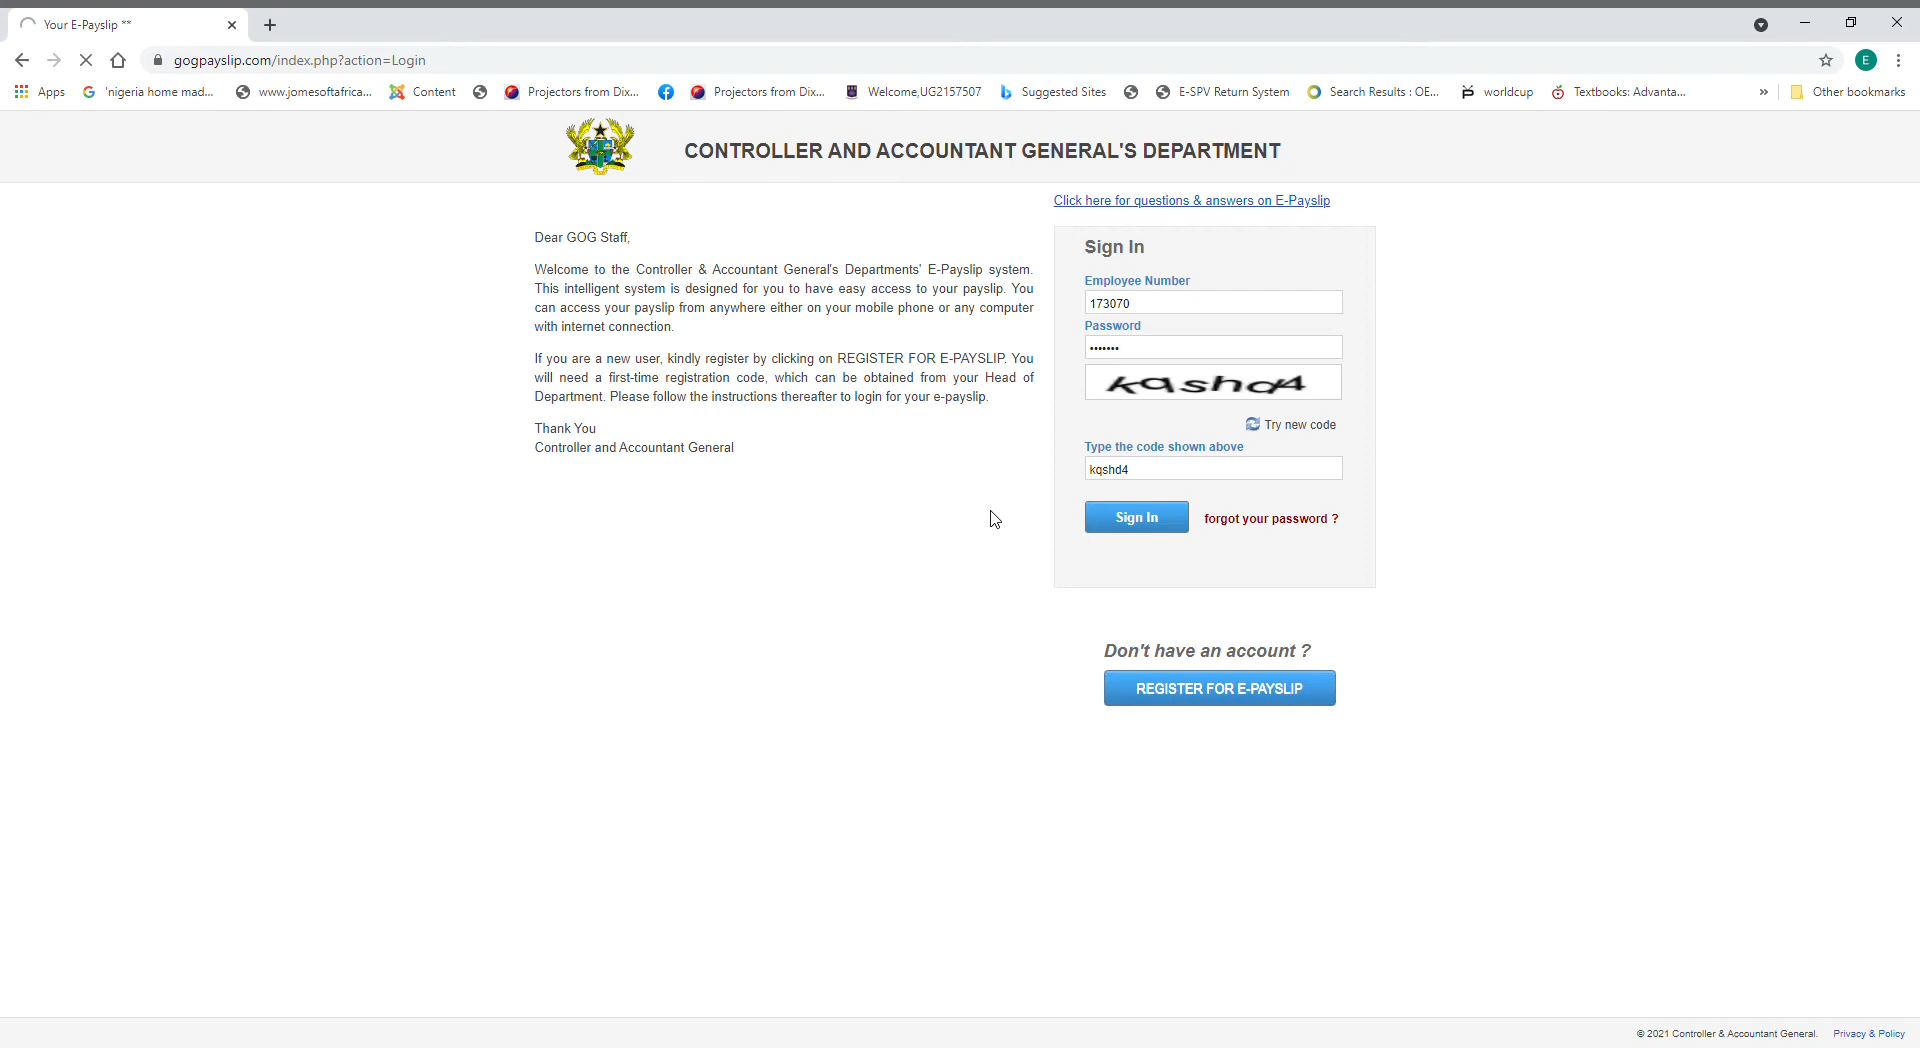 Your E-Payslip **
gogpayslip.com/index.php?action=Login
E
Apps
'nigeria home mad...
www.jomesoftafrica...
Content
Projectors from Dix...
Projectors from Dix...
Welcome,UG2157507
Suggested Sites
E-SPV Return System
Search Results : OE...
worldcup
Textbooks: Advanta...
»
Other bookmarks
CONTROLLER AND ACCOUNTANT GENERAL'S DEPARTMENT
Click here for questions & answers on E-Payslip
Dear GOG Staff,
Welcome to the Controller & Accountant General's Departments' E-Payslip system.
This intelligent system is designed for you to have easy access to your payslip. You
can access your payslip from anywhere either on your mobile phone or any computer
with internet connection.
If you are a new user, kindly register by clicking on REGISTER FOR E-PAYSLIP. You
will need a first-time registration code, which can be obtained from your Head of
Department. Please follow the instructions thereafter to login for your e-payslip.
Thank You
Controller and Accountant General
Sign In
Employee Number
173070
Password
•••••••
kqshd4
Try new code
Type the code shown above
kqshd4
Sign In
forgot your password ?
Don't have an account ?
REGISTER FOR E-PAYSLIP
© 2021 Controller & Accountant General.
Privacy & Policy